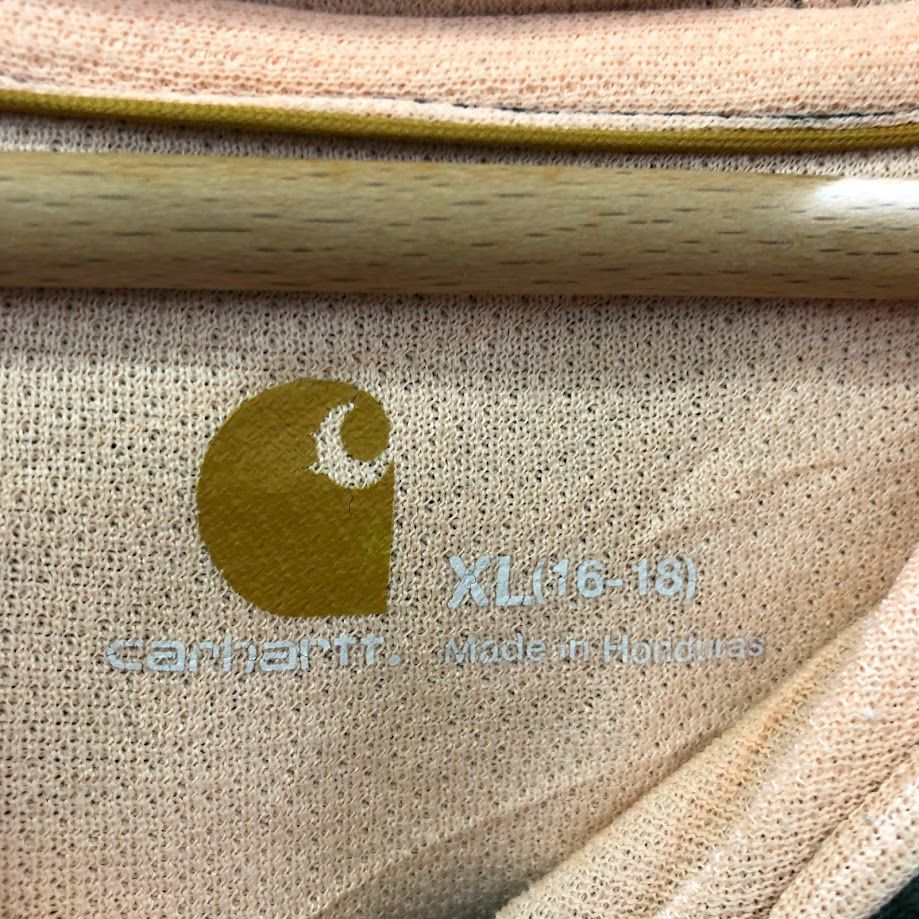 XL(16-18)
carhartt. Made in Honduras